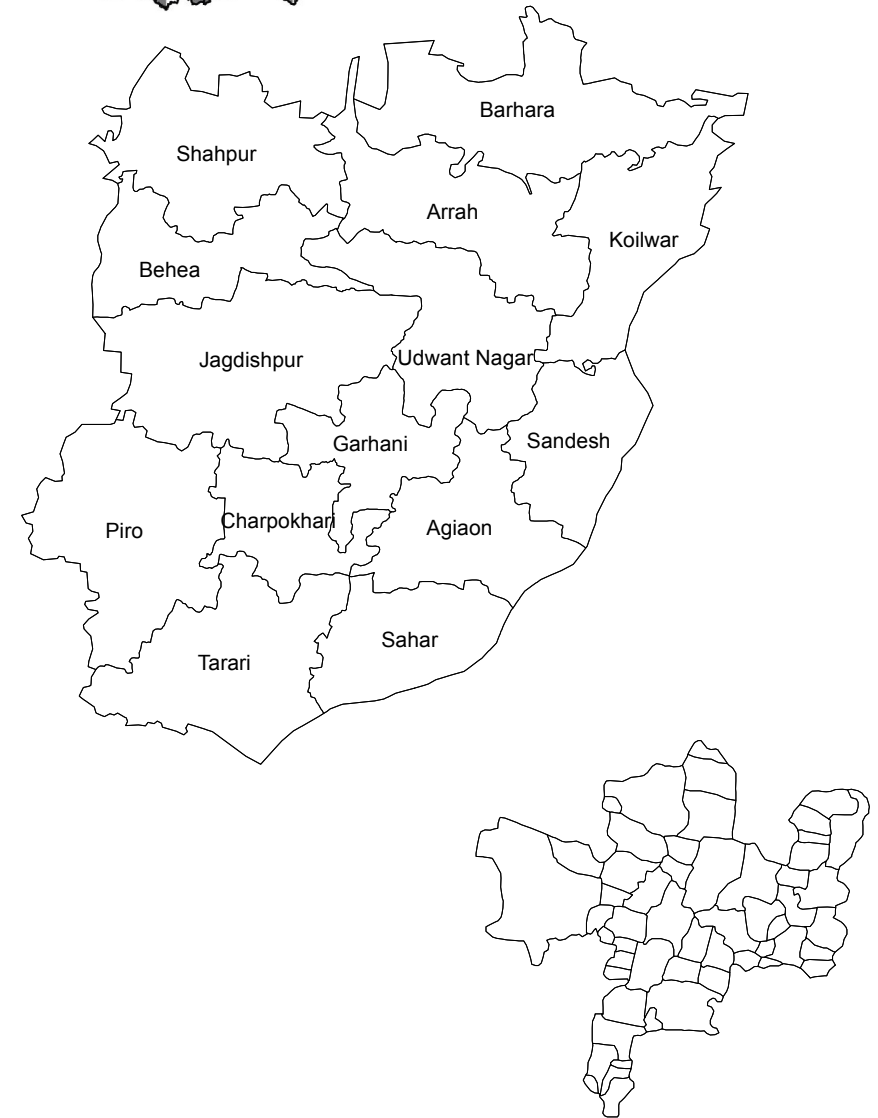 Barhara
Shahpur
Arrah
Koilwar
Behea
Jagdishpur
Udwant Nagar
Garhani
Sandesh
Charpokhari
Agiaon
Piro
Sahar
Tarari